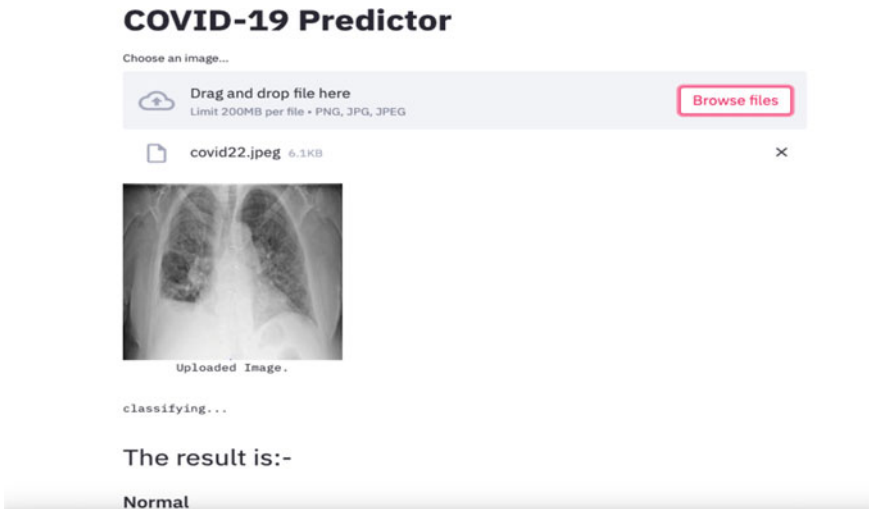 COVID-19 Predictor
Choose an image...
Drag and drop file here
Limit 200MB per file • PNG, JPG, JPEG
Browse files
covid22.jpeg 6.1KB
Uploaded Image.
classifying...
The result is:-
Normal